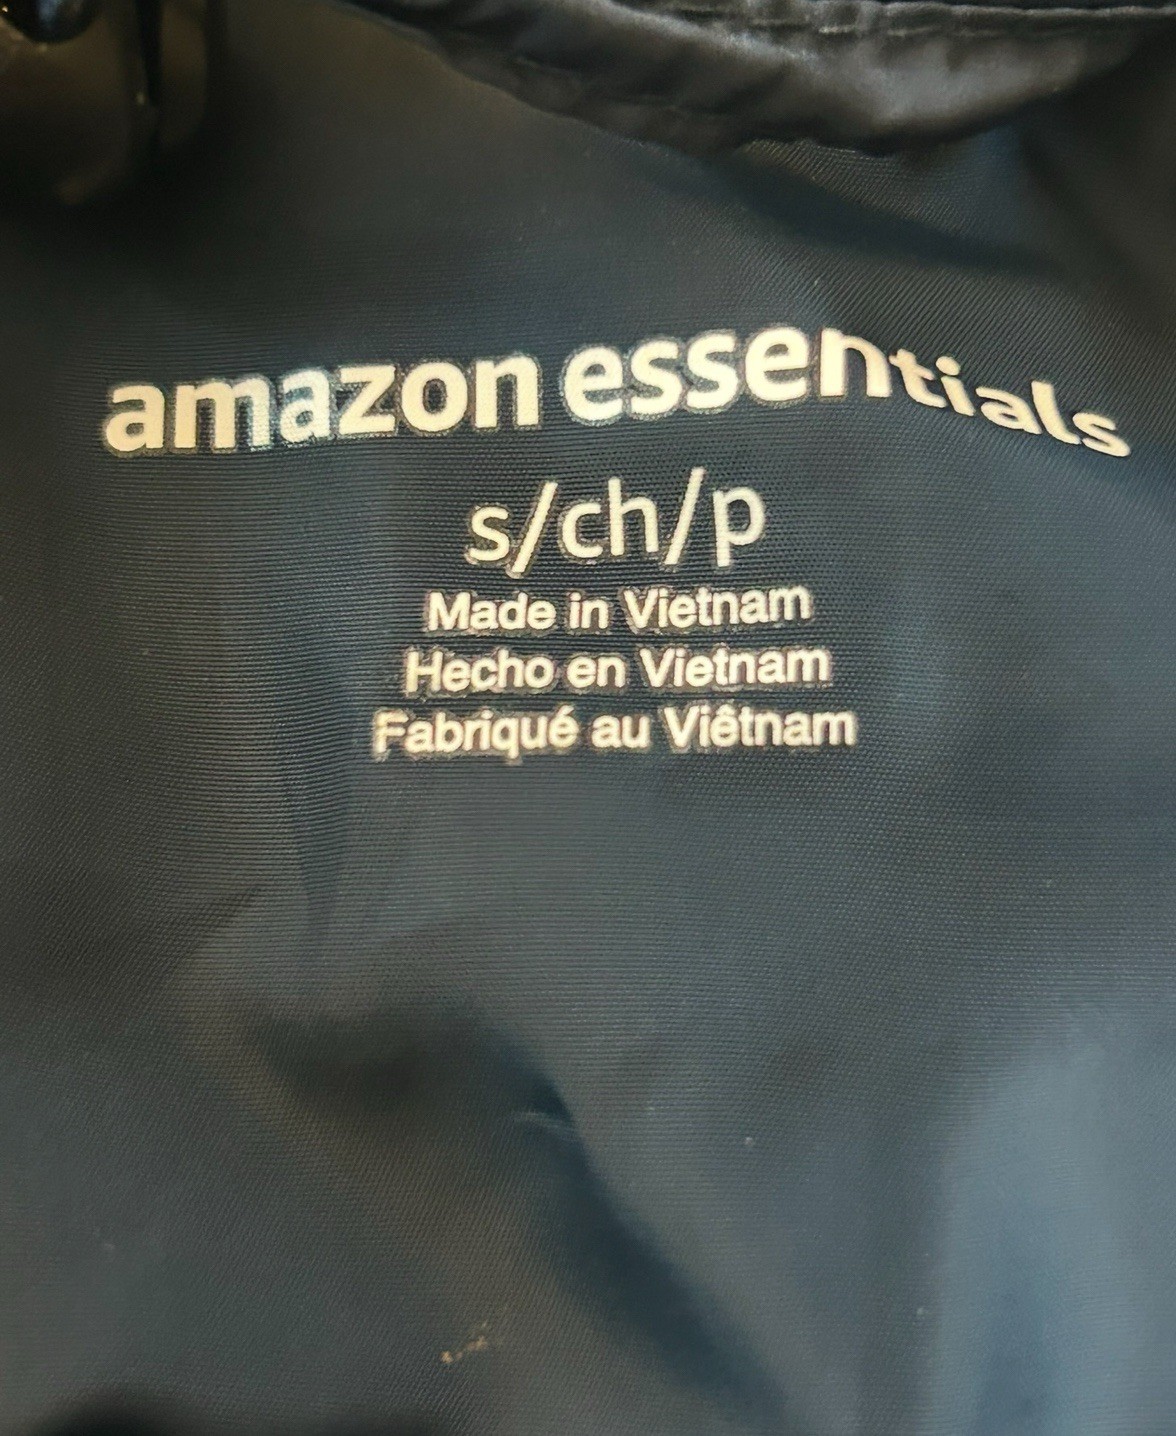 amazon essentials
s/ch/p
Made in Vietnam
Hecho en Vietnam
Fabriqué au Viêtnam